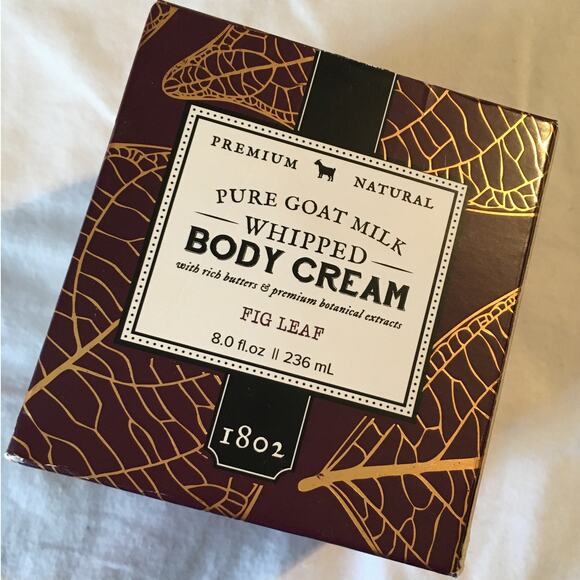 PREMIUM NATURAL
PURE GOAT MILK
WHIPPED
BODY CREAM
with rich butters & premium botanical extracts
FIG LEAF
8.0 fl.oz || 236 mL
1802